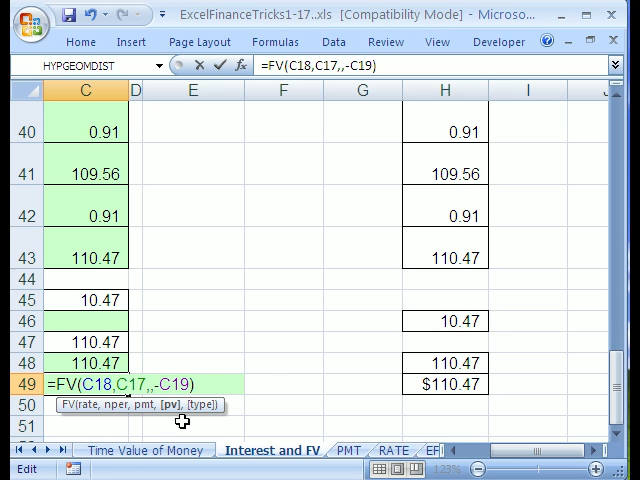 ExcelFinanceTricks1-17..xls [Compatibility Mode] - Microso...
Home Insert Page Layout Formulas Data Review View Developer
HYPGEOMDIST fx =FV(C18,C17,,-C19)
C D E F G H I
40 0.91 0.91
41 109.56 109.56
42 0.91 0.91
43 110.47 110.47
44
45 10.47
46 10.47
47 110.47
48 110.47 110.47
49 =FV(C18,C17,,-C19) $110.47
50 FV(rate, nper, pmt, [pv], [type])
51
Time Value of Money Interest and FV PMT RATE EF
Edit 123%